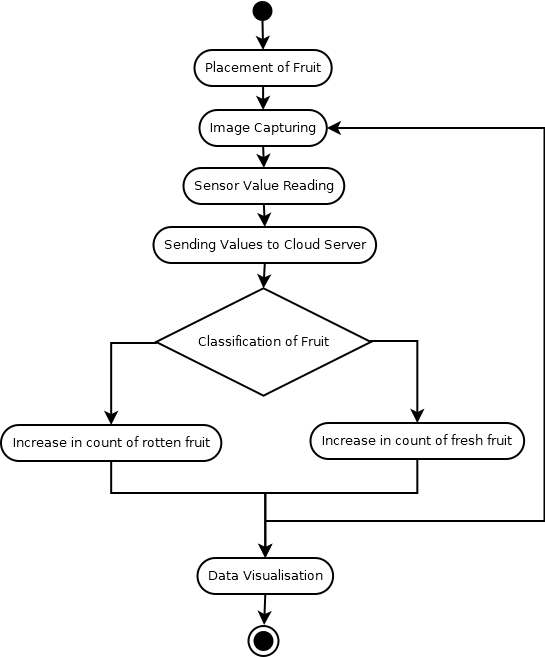 Placement of Fruit
Image Capturing
Sensor Value Reading
Sending Values to Cloud Server
Classification of Fruit
Increase in count of rotten fruit
Increase in count of fresh fruit
Data Visualisation